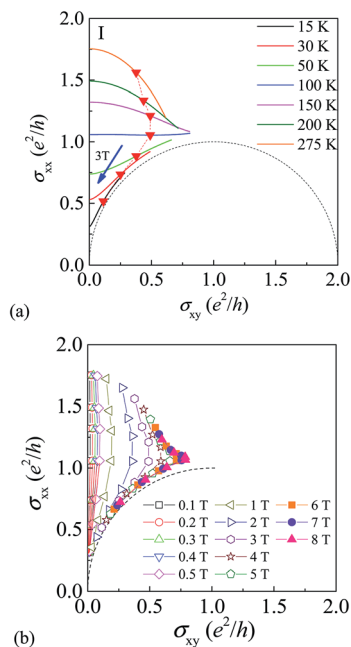 I
15 K
30 K
50 K
100 K
150 K
200 K
275 K
3T
2.0
1.5
1.0
0.5
0.0
σxx (e²/h)
0.0 0.5 1.0 1.5 2.0
σxy (e²/h)
(a)
2.0
1.5
1.0
0.5
0.0
σxx (e²/h)
0.1 T 1 T 6 T
0.2 T 2 T 7 T
0.3 T 3 T 8 T
0.4 T 4 T
0.5 T 5 T
0.0 0.5 1.0 1.5 2.0
σxy (e²/h)
(b)